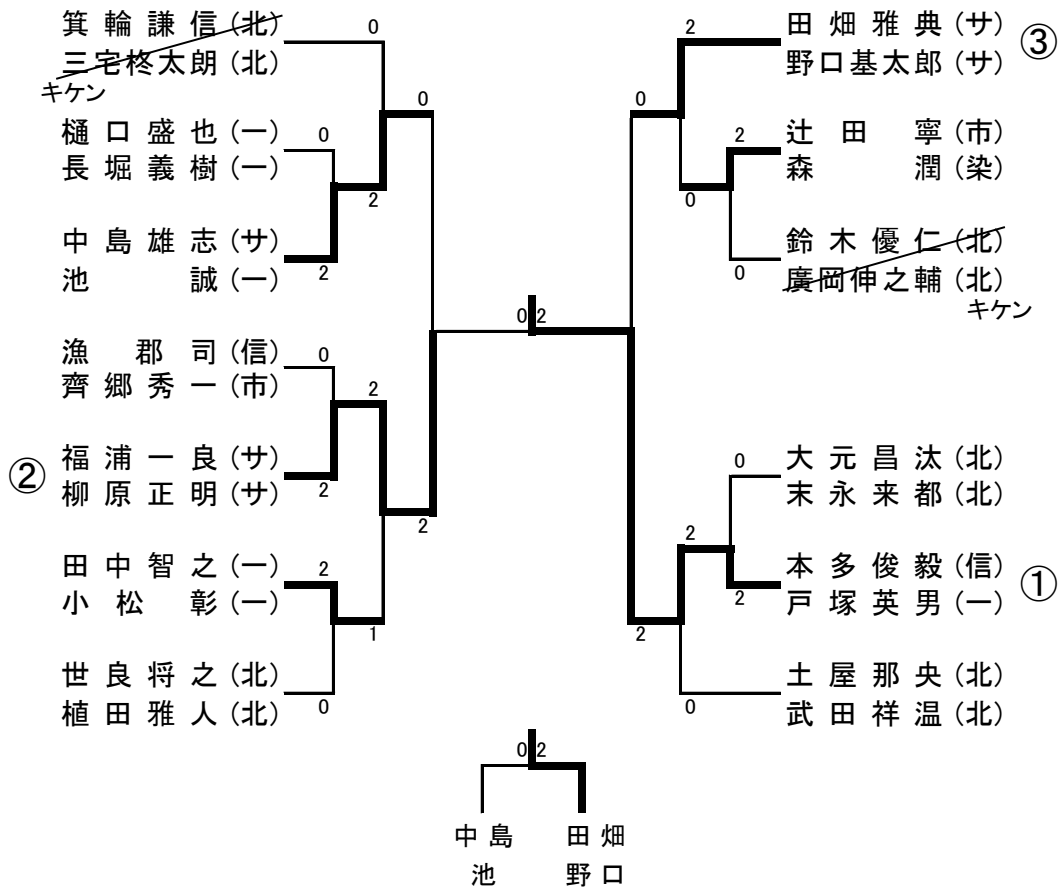 箕輪謙信(北)
三宅柊太朗(北)
キケン
0
樋口盛也(一)
長堀義樹(一)
0
中島雄志(サ)
池 誠(一)
2
2
0
漁 郡司(信)
齊郷秀一(市)
0
②
福浦一良(サ)
柳原正明(サ)
2
2
田中智之(一)
小松 彰(一)
2
世良将之(北)
植田雅人(北)
0
1
2
0 2
田畑雅典(サ)
野口基太郎(サ)
③
2
0
辻田 寧(市)
森 潤(染)
2
0
鈴木優仁(北)
廣岡伸之輔(北)
キケン
0
大元昌汰(北)
末永来都(北)
0
本多俊毅(信)
戸塚英男(一)
①
2
2
土屋那央(北)
武田祥温(北)
0
2
0 2
中島 田畑
池 野口